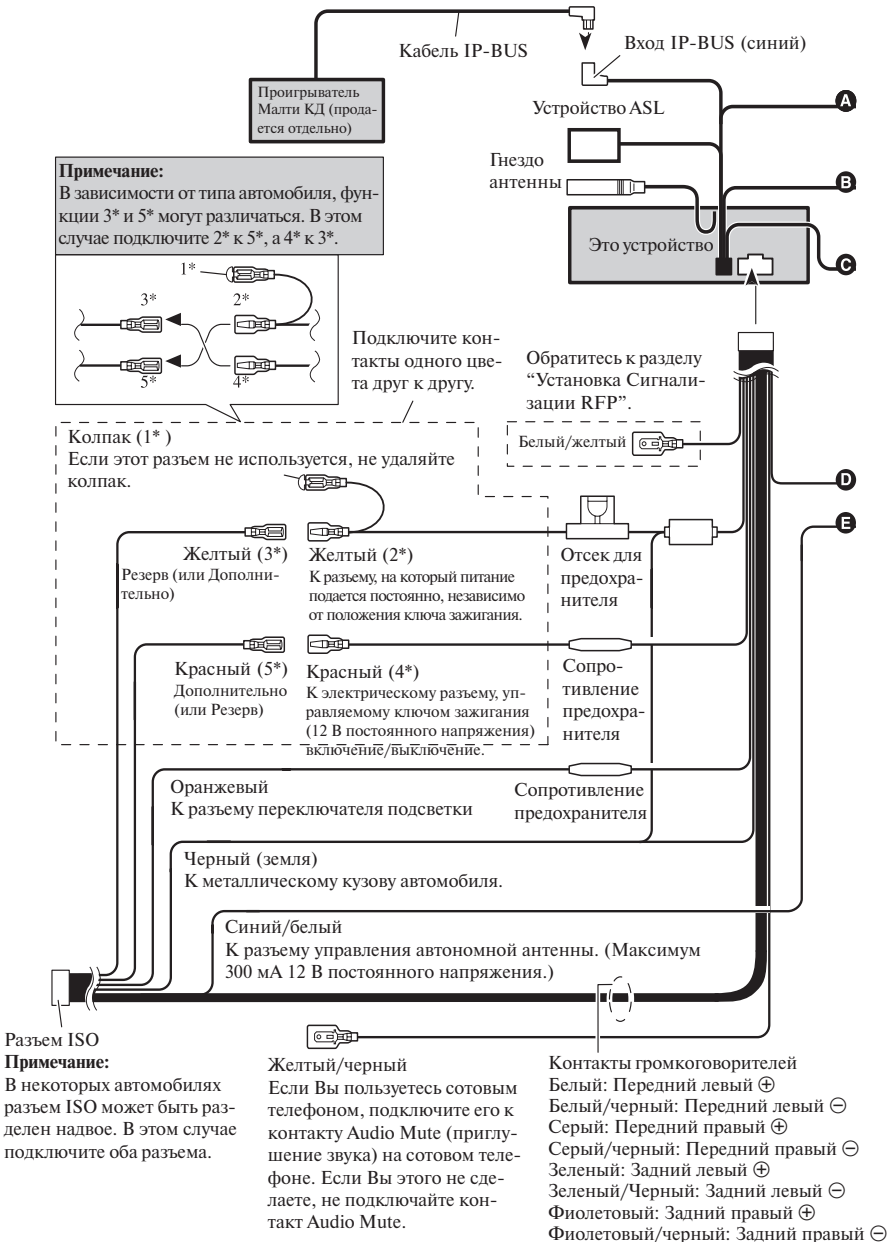 Кабель IP-BUS
Вход IP-BUS (синий)
Проигрыватель
Малти КД (прода-
ется отдельно)
Устройство ASL
A
Гнездо
антенны
B
Примечание:
В зависимости от типа автомобиля, фун-
кции 3* и 5* могут различаться. В этом
случае подключите 2* к 5*, а 4* к 3*.
Это устройство
C
1*
3*
2*
5*
4*
Подключите кон-
такты одного цве-
та друг к другу.
Обратитесь к разделу
“Установка Сигнали-
зации RFP”.
Белый/желтый
Колпак (1* )
Если этот разъем не используется, не удаляйте
колпак.
D
E
Желтый (3*)
Резерв (или Дополни-
тельно)
Желтый (2*)
К разъему, на который питание
подается постоянно, независимо
от положения ключа зажигания.
Отсек для
предохра-
нителя
Красный (5*)
Дополнительно
(или Резерв)
Красный (4*)
К электрическому разъему, уп-
равляемому ключом зажигания
(12 В постоянного напряжения)
включение/выключение.
Сопро-
тивление
предохра-
нителя
Оранжевый
К разъему переключателя подсветки
Сопротивление
предохранителя
Черный (земля)
К металлическому кузову автомобиля.
Синий/белый
К разъему управления автономной антенны. (Максимум
300 мА 12 В постоянного напряжения.)
Разъем ISO
Примечание:
В некоторых автомобилях
разъем ISO может быть раз-
делен надвое. В этом случае
подключите оба разъема.
Желтый/черный
Если Вы пользуетесь сотовым
телефоном, подключите его к
контакту Audio Mute (приглу-
шение звука) на сотовом теле-
фоне. Если Вы этого не сде-
лаете, не подключайте кон-
такт Audio Mute.
Контакты громкоговорителей
Белый: Передний левый ⊕
Белый/черный: Передний левый ⊖
Серый: Передний правый ⊕
Серый/черный: Передний правый ⊖
Зеленый: Задний левый ⊕
Зеленый/Черный: Задний левый ⊖
Фиолетовый: Задний правый ⊕
Фиолетовый/черный: Задний правый ⊖